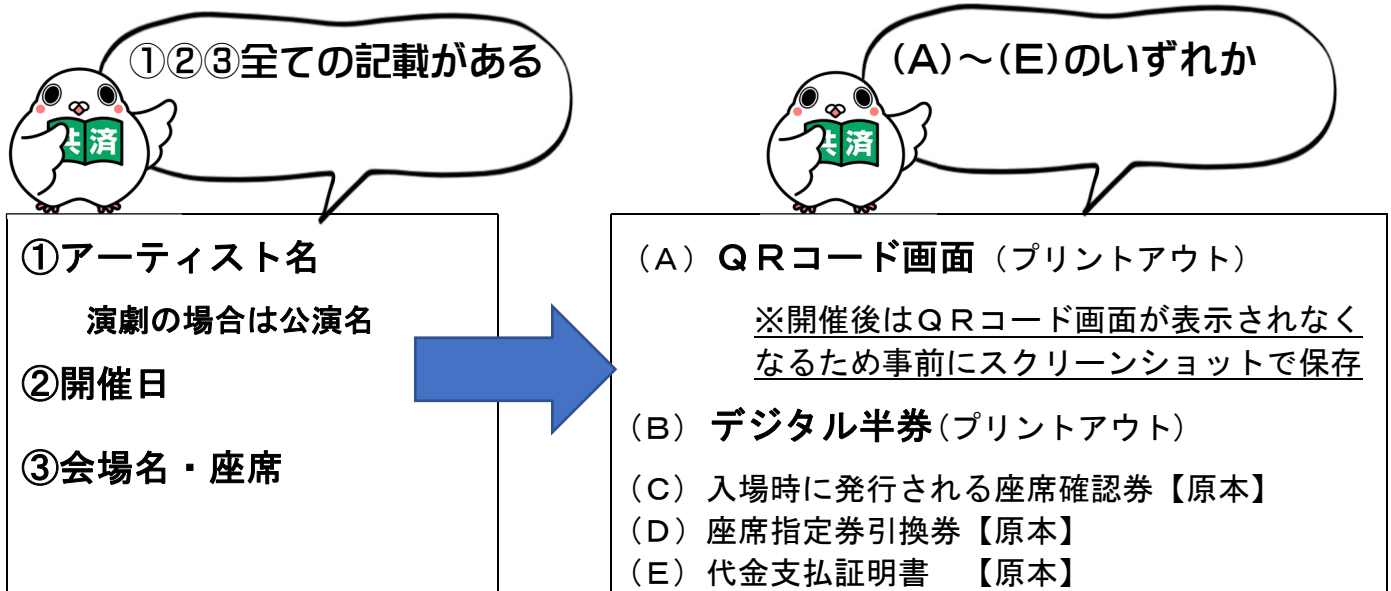 ①②③全ての記載がある
(A)～(E)のいずれか
共済
共済
①アーティスト名
演劇の場合は公演名
②開催日
③会場名・座席
（A）ＱＲコード画面（プリントアウト）
※開催後はＱＲコード画面が表示されなく
なるため事前にスクリーンショットで保存
（B）デジタル半券（プリントアウト）
（C）入場時に発行される座席確認券【原本】
（D）座席指定券引換券【原本】
（E）代金支払証明書　【原本】